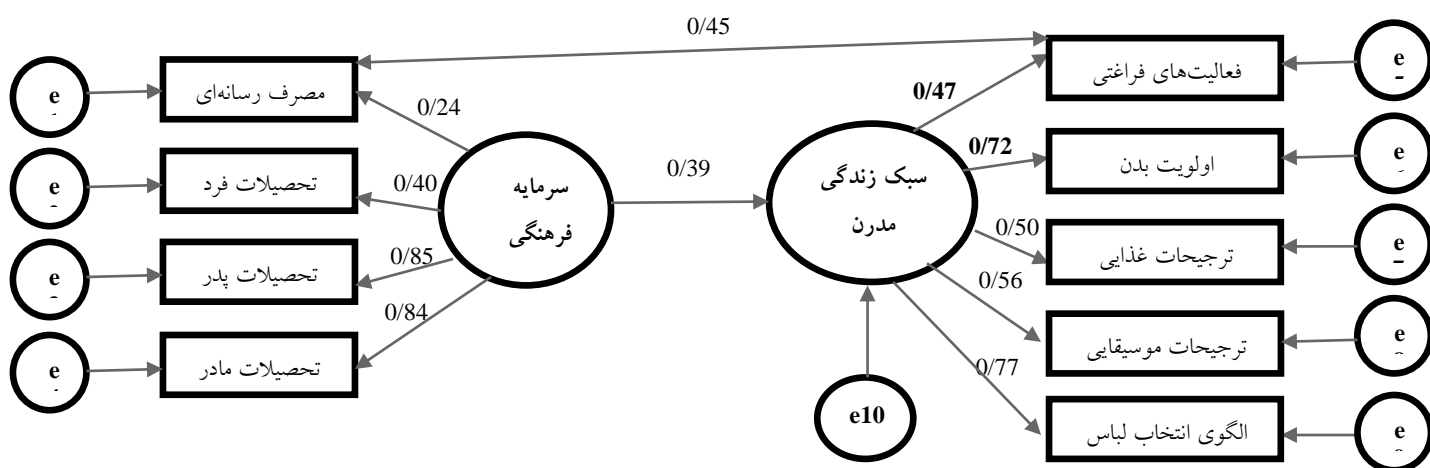 0/45
مصرف رسانه‌ای
فعالیت‌های فراغتی
e
e
0/24
0/47
تحصیلات فرد
اولویت بدن
e
e
0/40
0/72
سرمایه
فرهنگی
0/39
سبک زندگی
مدرن
تحصیلات پدر
ترجیحات غذایی
e
e
0/85
0/50
تحصیلات مادر
ترجیحات موسیقایی
e
e
0/84
0/56
0/77
e10
الگوی انتخاب لباس
e